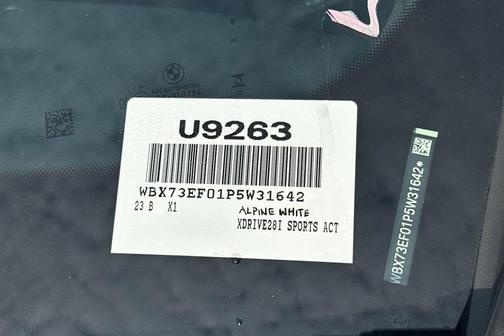 U9263
WBX73EF01P5W31642
23 B X1
ALPINE WHITE
XDRIVE28I SPORTS ACT
WBX73EF01P5W31642*